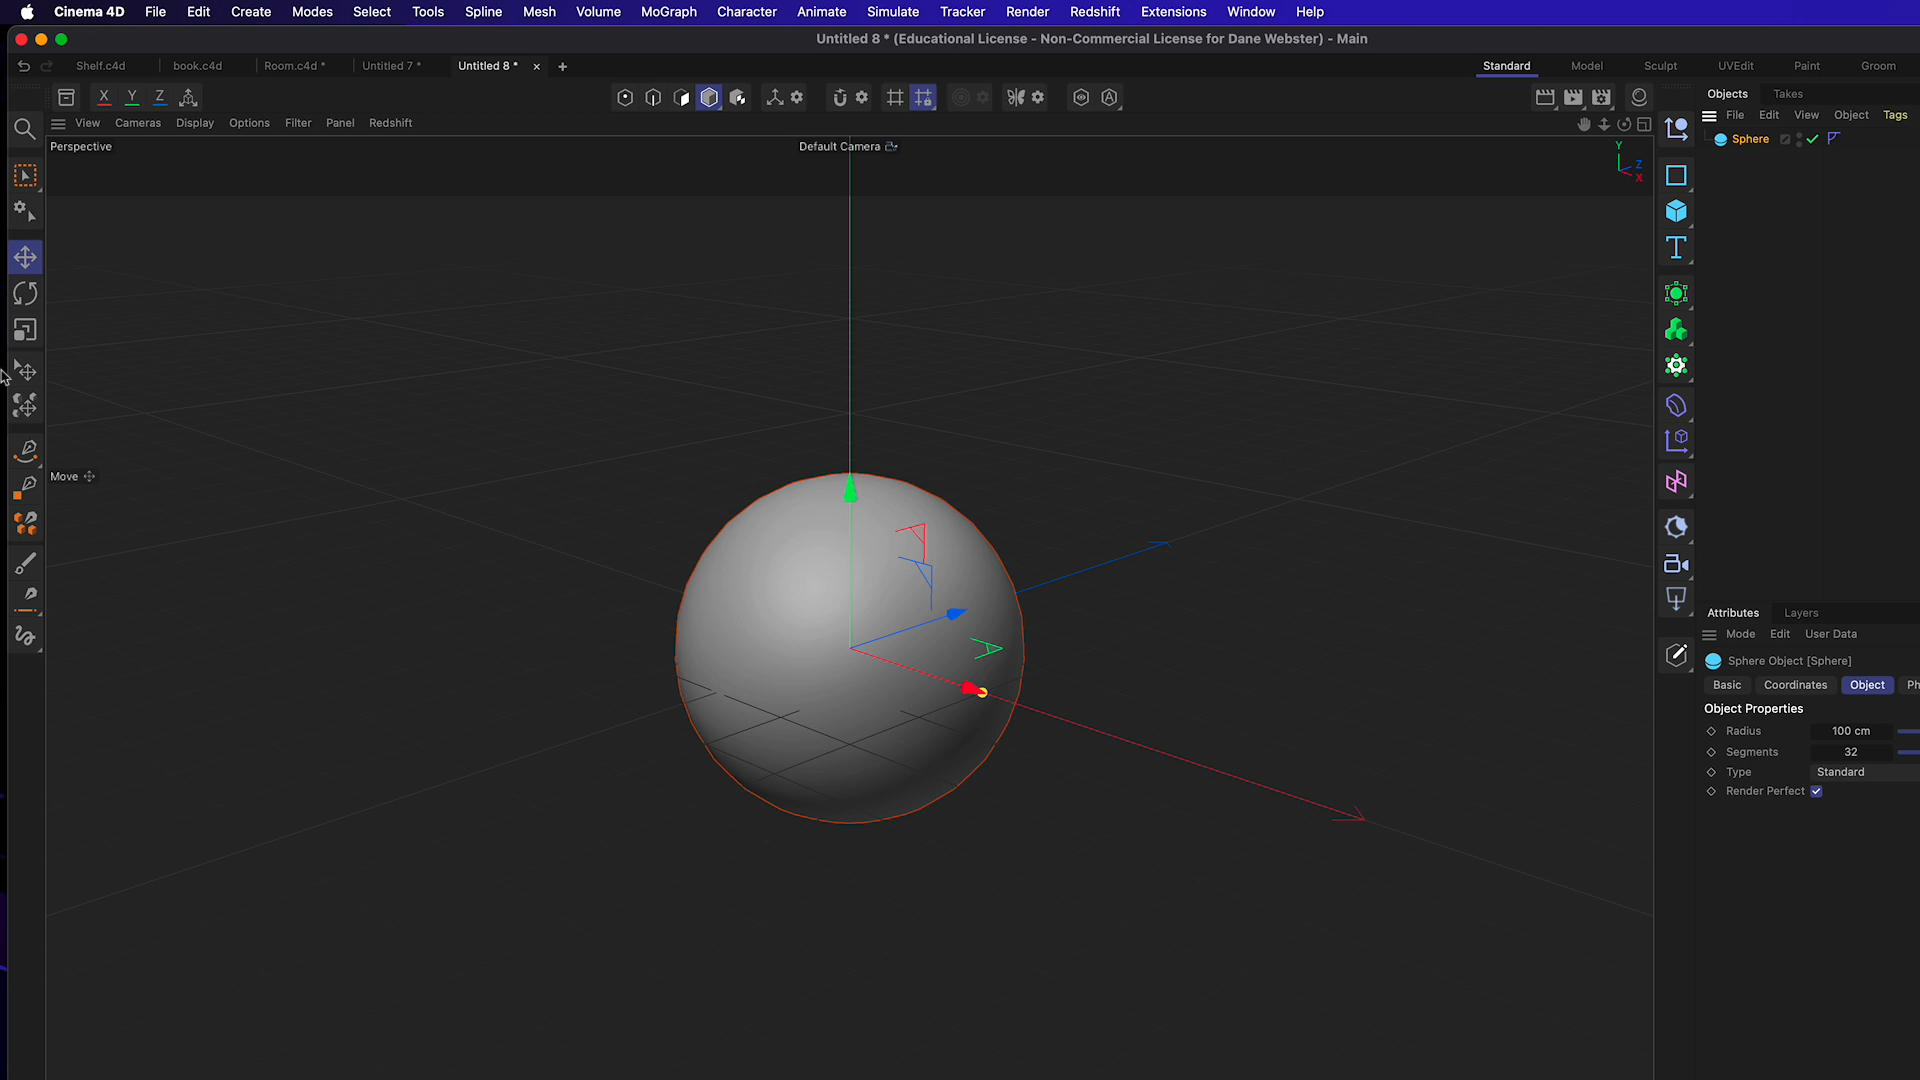 Cinema 4D File Edit Create Modes Select Tools Spline Mesh Volume MoGraph Character Animate Simulate Tracker Render Redshift Extensions Window Help
Untitled 8 * (Educational License - Non-Commercial License for Dane Webster) - Main
Shelf.c4d book.c4d Room.c4d * Untitled 7 * Untitled 8 * Standard Model Sculpt UVEdit Paint Groom
X Y Z
Objects Takes
File Edit View Object Tags
View Cameras Display Options Filter Panel Redshift
Sphere
Perspective
Default Camera
Y
Z
X
Move
Attributes Layers
Mode Edit User Data
Sphere Object [Sphere]
Basic Coordinates Object Ph
Object Properties
Radius 100 cm
Segments 32
Type Standard
Render Perfect